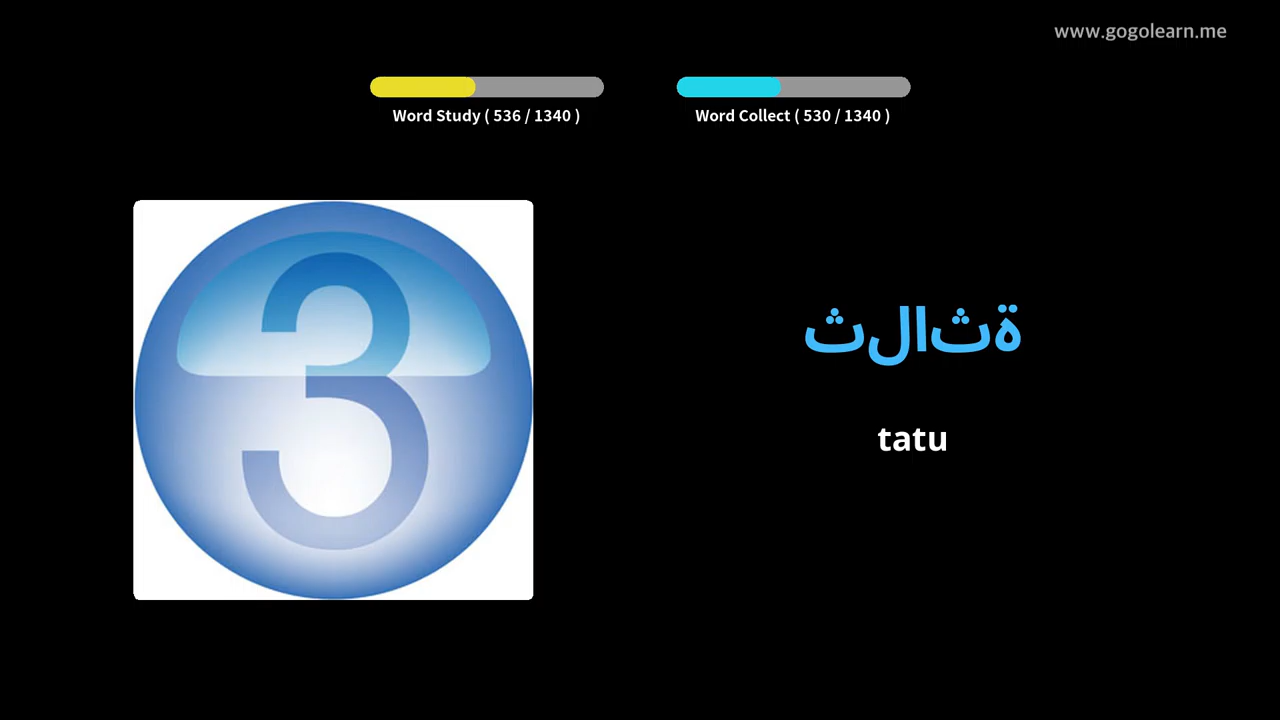 www.gogolearn.me
Word Study ( 536 / 1340 )
Word Collect ( 530 / 1340 )
3
ثلاثة
tatu